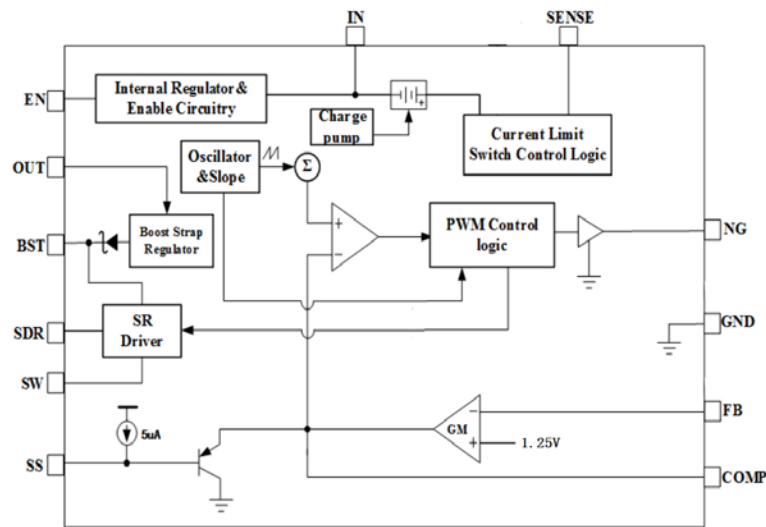 IN
SENSE
EN
Internal Regulator&
Enable Circuitry
+
Charge
pump
Current Limit
Switch Control Logic
OUT
Oscillator
&Slope
Σ
BST
Boost Strap
Regulator
+
−
PWM Control
logic
NG
SDR
SR
Driver
GND
SW
5uA
GM
−
+
1.25V
FB
SS
COMP